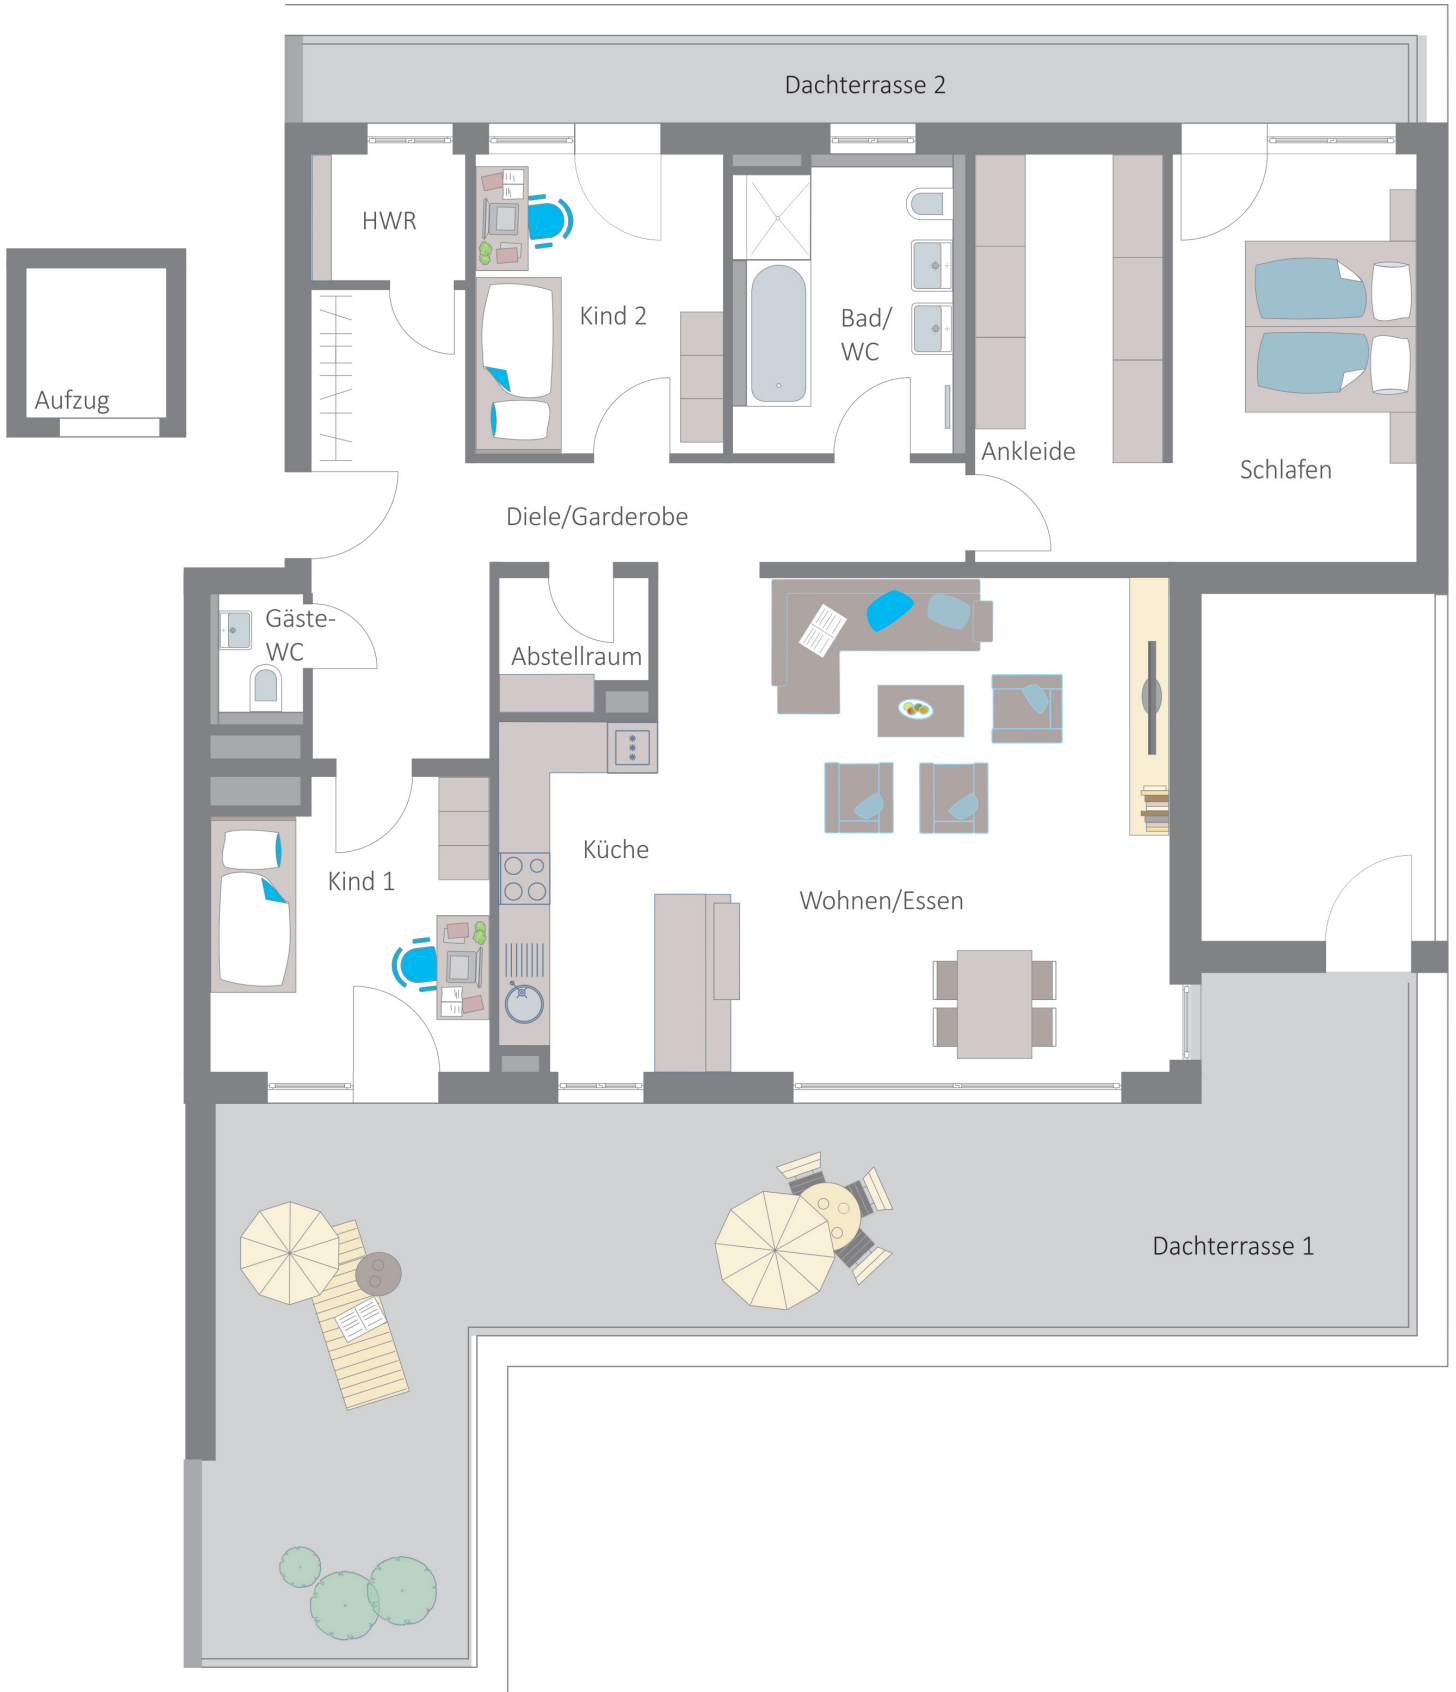 Dachterrasse 2
HWR
Kind 2
Bad/
WC
Aufzug
Ankleide
Schlafen
Diele/Garderobe
Gäste-
WC
Abstellraum
Küche
Kind 1
Wohnen/Essen
Dachterrasse 1